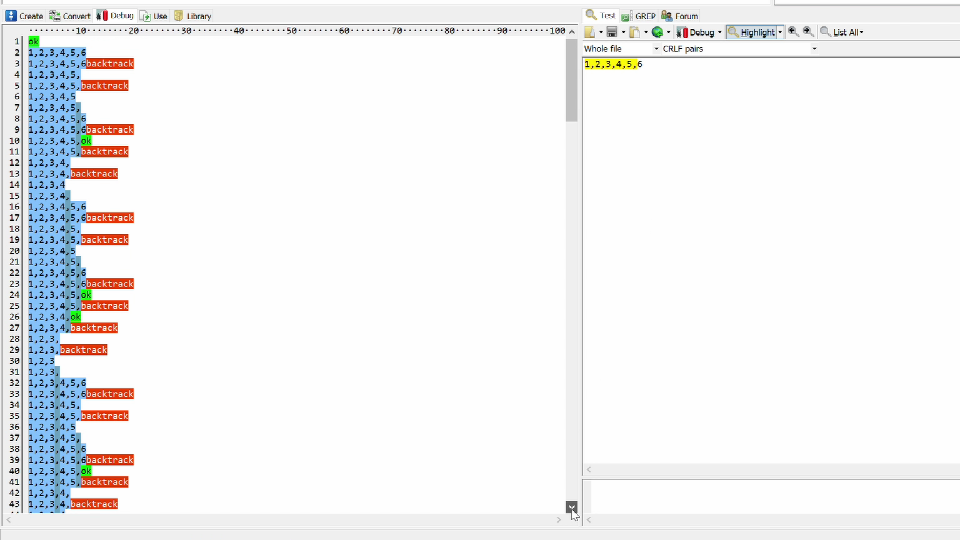 Create Convert Debug Use Library
10 20 30 40 50 60 70 80 90 100
1 ok
2 1,2,3,4,5,6
3 1,2,3,4,5,6backtrack
4 1,2,3,4,5,
5 1,2,3,4,5,backtrack
6 1,2,3,4,5
7 1,2,3,4,5,
8 1,2,3,4,5,6
9 1,2,3,4,5,6backtrack
10 1,2,3,4,5,ok
11 1,2,3,4,5,backtrack
12 1,2,3,4,
13 1,2,3,4,backtrack
14 1,2,3,4
15 1,2,3,4,
16 1,2,3,4,5,6
17 1,2,3,4,5,6backtrack
18 1,2,3,4,5,
19 1,2,3,4,5,backtrack
20 1,2,3,4,5
21 1,2,3,4,5,
22 1,2,3,4,5,6
23 1,2,3,4,5,6backtrack
24 1,2,3,4,5,ok
25 1,2,3,4,5,backtrack
26 1,2,3,4,ok
27 1,2,3,4,backtrack
28 1,2,3,
29 1,2,3,backtrack
30 1,2,3
31 1,2,3,
32 1,2,3,4,5,6
33 1,2,3,4,5,6backtrack
34 1,2,3,4,5,
35 1,2,3,4,5,backtrack
36 1,2,3,4,5
37 1,2,3,4,5,
38 1,2,3,4,5,6
39 1,2,3,4,5,6backtrack
40 1,2,3,4,5,ok
41 1,2,3,4,5,backtrack
42 1,2,3,4,
43 1,2,3,4,backtrack
Test GREP Forum
Debug Highlight List All
Whole file CRLF pairs
1,2,3,4,5,6